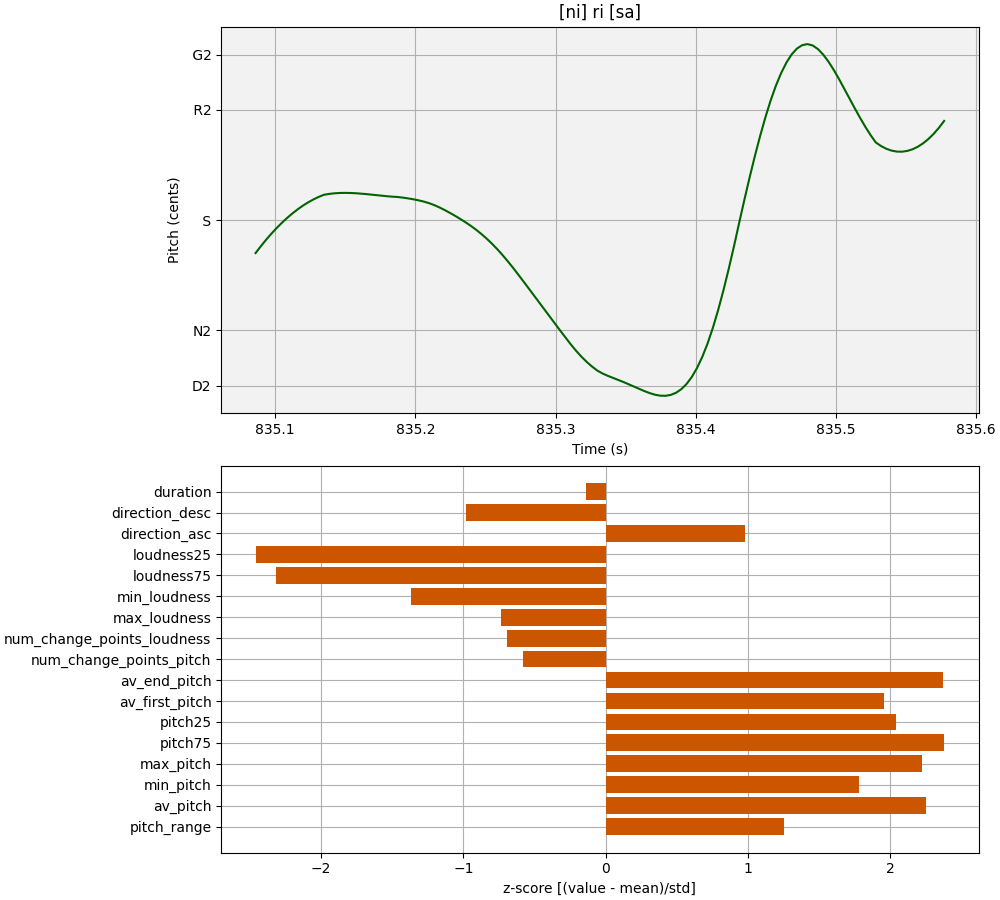 [ni] ri [sa]
G2
R2
S
N2
D2
Pitch (cents)
835.1 835.2 835.3 835.4 835.5 835.6
Time (s)
duration
direction_desc
direction_asc
loudness25
loudness75
min_loudness
max_loudness
num_change_points_loudness
num_change_points_pitch
av_end_pitch
av_first_pitch
pitch25
pitch75
max_pitch
min_pitch
av_pitch
pitch_range
−2 −1 0 1 2
z-score [(value - mean)/std]